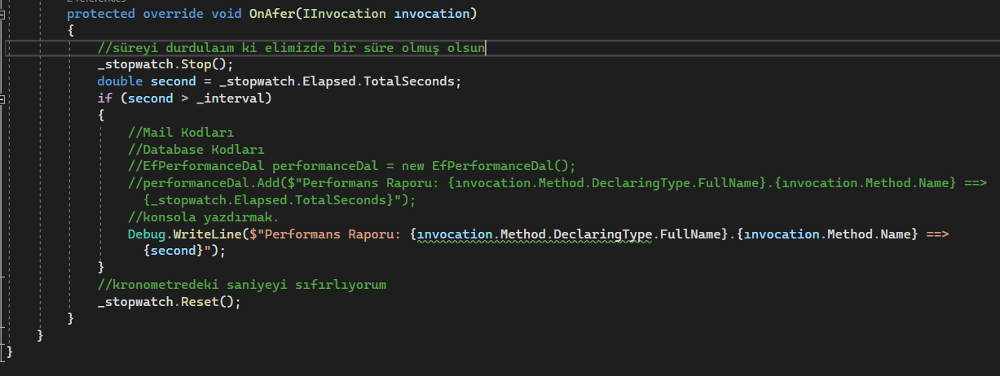 2 references
protected override void OnAfer(IInvocation ınvocation)
{
//süreyi durdulaım ki elimizde bir süre olmuş olsun
_stopwatch.Stop();
double second = _stopwatch.Elapsed.TotalSeconds;
if (second > _interval)
{
//Mail Kodları
//Database Kodları
//EfPerformanceDal performanceDal = new EfPerformanceDal();
//performanceDal.Add($"Performans Raporu: {ınvocation.Method.DeclaringType.FullName}.{ınvocation.Method.Name} ==>
{_stopwatch.Elapsed.TotalSeconds}");
//konsola yazdırmak.
Debug.WriteLine($"Performans Raporu: {ınvocation.Method.DeclaringType.FullName}.{ınvocation.Method.Name} ==>
{second}");
}
//kronometredeki saniyeyi sıfırlıyorum
_stopwatch.Reset();
}
}
}